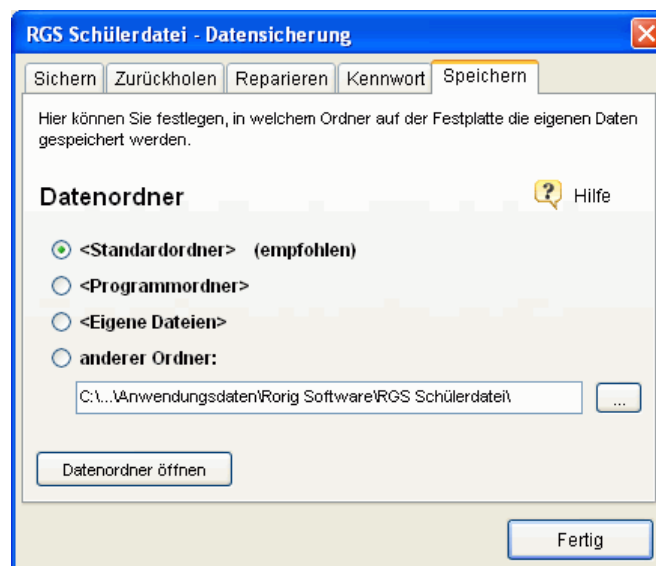 RGS Schülerdatei - Datensicherung
Sichern Zurückholen Reparieren Kennwort Speichern
Hier können Sie festlegen, in welchem Ordner auf der Festplatte die eigenen Daten
gespeichert werden.
Datenordner
? Hilfe
<Standardordner> (empfohlen)
<Programmordner>
<Eigene Dateien>
anderer Ordner:
C:\...\Anwendungsdaten\Rorig Software\RGS Schülerdatei\
...
Datenordner öffnen
Fertig